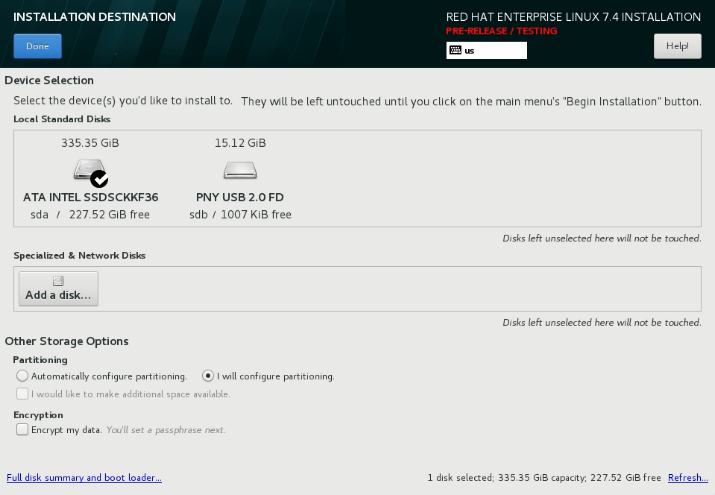 INSTALLATION DESTINATION
RED HAT ENTERPRISE LINUX 7.4 INSTALLATION
PRE-RELEASE / TESTING
Done
us
Help!
Device Selection
Select the device(s) you'd like to install to. They will be left untouched until you click on the main menu's "Begin Installation" button.
Local Standard Disks
335.35 GiB
15.12 GiB
ATA INTEL SSDSCKKF36
PNY USB 2.0 FD
sda / 227.52 GiB free
sdb / 1007 KiB free
Disks left unselected here will not be touched.
Specialized & Network Disks
Add a disk...
Disks left unselected here will not be touched.
Other Storage Options
Partitioning
Automatically configure partitioning. I will configure partitioning.
I would like to make additional space available.
Encryption
Encrypt my data. You'll set a passphrase next.
Full disk summary and boot loader... 1 disk selected; 335.35 GiB capacity; 227.52 GiB free Refresh...